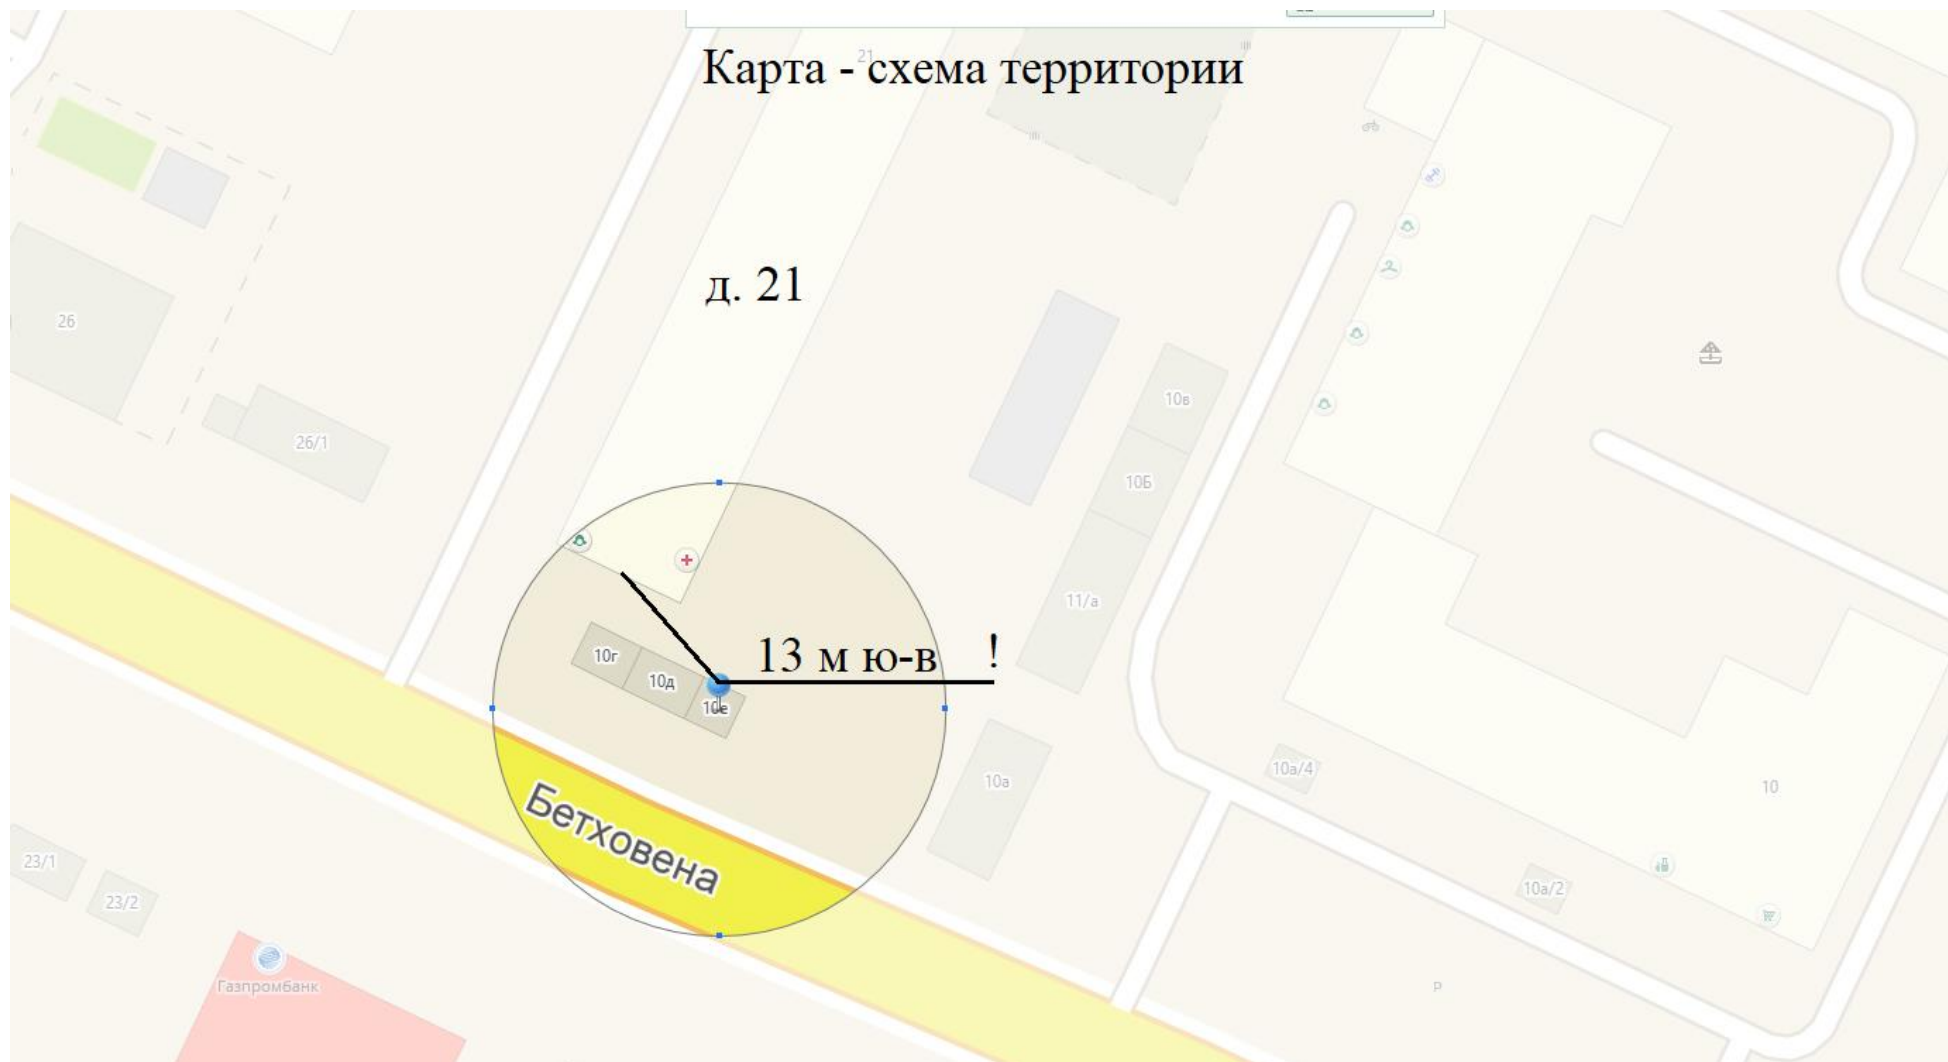 21
Карта - схема территории
д. 21
26
10в
26/1
10Б
11/а
13 м ю-в !
10г
10д
10е
10а
10а/4
10
Бетховена
23/1
23/2
10а/2
Газпромбанк
P